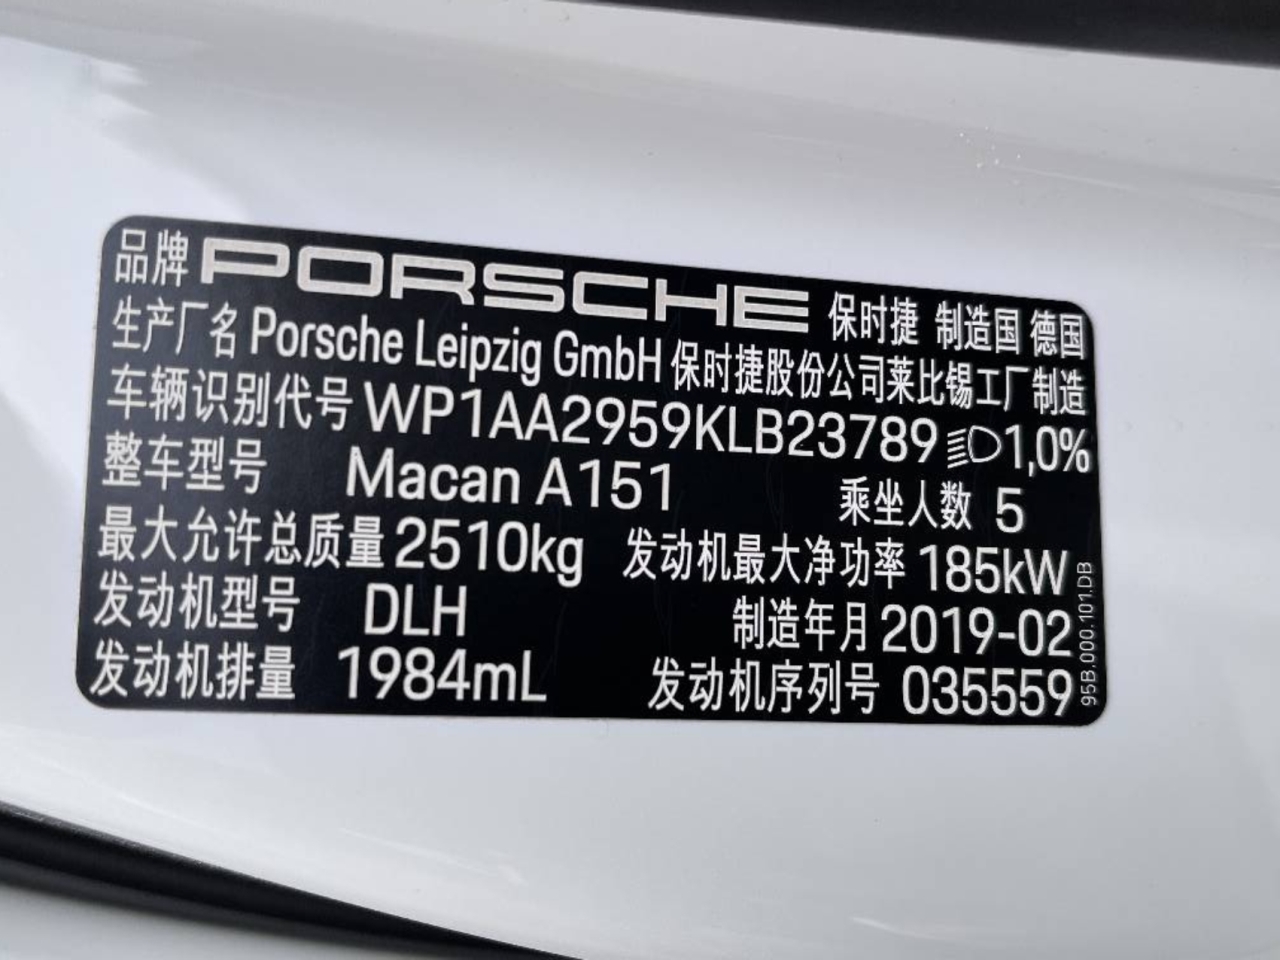 品牌 PORSCHE 保时捷 制造国 德国
生产厂名 Porsche Leipzig GmbH 保时捷股份公司莱比锡工厂制造
车辆识别代号 WP1AA2959KLB23789 1,0%
整车型号 Macan A151 乘坐人数 5
最大允许总质量 2510kg 发动机最大净功率 185kW
发动机型号 DLH 制造年月 2019-02
发动机排量 1984mL 发动机序列号 035559
95B.000.101.DB